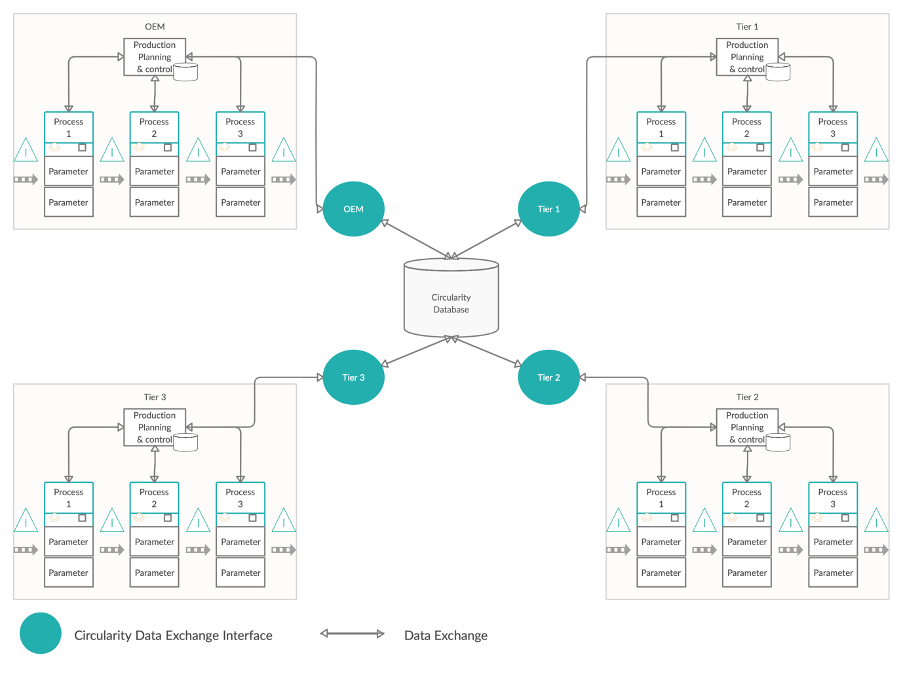 OEM
Production
Planning
& control
Process
1
Process
2
Process
3
I
I
I
I
Parameter
Parameter
Parameter
Parameter
Parameter
Parameter
Tier 1
Production
Planning
& control
Process
1
Process
2
Process
3
I
I
I
I
Parameter
Parameter
Parameter
Parameter
Parameter
Parameter
OEM
Tier 1
Circularity
Database
Tier 3
Tier 2
Tier 3
Production
Planning
& control
Process
1
Process
2
Process
3
I
I
I
I
Parameter
Parameter
Parameter
Parameter
Parameter
Parameter
Tier 2
Production
Planning
& control
Process
1
Process
2
Process
3
I
I
I
I
Parameter
Parameter
Parameter
Parameter
Parameter
Parameter
Circularity Data Exchange Interface
Data Exchange